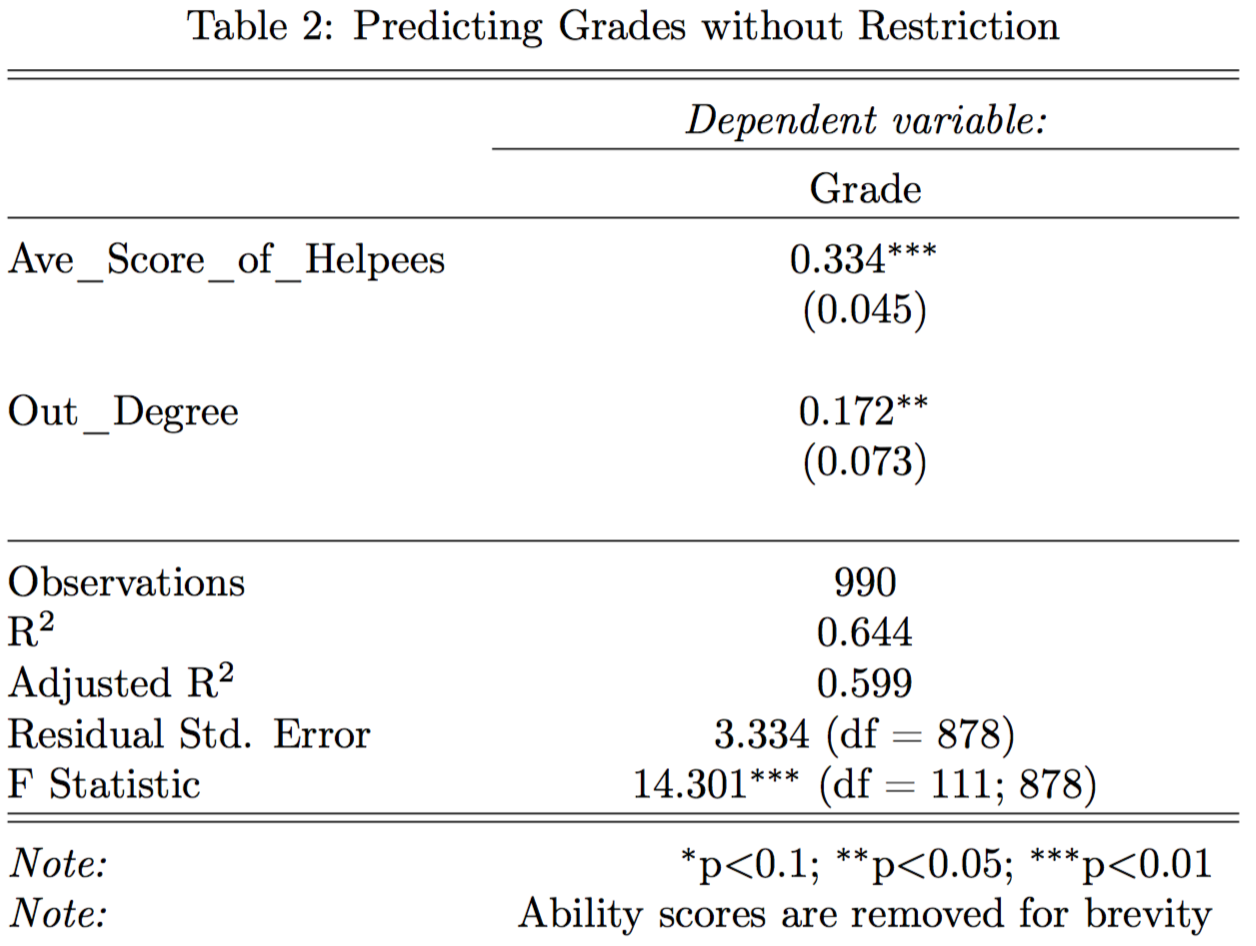 Table 2: Predicting Grades without Restriction
Dependent variable:
Grade
Ave_Score_of_Helpees 0.334***
(0.045)
Out_Degree 0.172**
(0.073)
Observations 990
R² 0.644
Adjusted R² 0.599
Residual Std. Error 3.334 (df = 878)
F Statistic 14.301*** (df = 111; 878)
Note: *p<0.1; **p<0.05; ***p<0.01
Note: Ability scores are removed for brevity